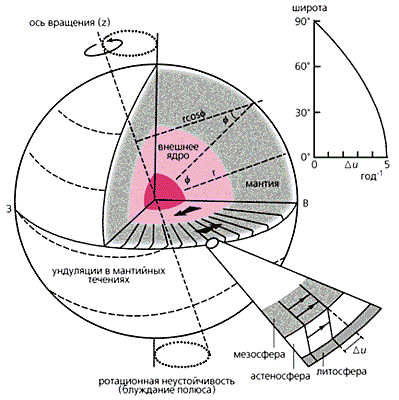 ось вращения (z)
широта
90°
60°
30°
0°
0 Δu 5
год⁻¹
rcosϕ
ϕ
внешнее
ядро
ϕ
r
мантия
З
В
ундуляции в мантийных
течениях
мезосфера
астеносфера
литосфера
Δu
ротационная неустойчивость
(блуждание полюса)